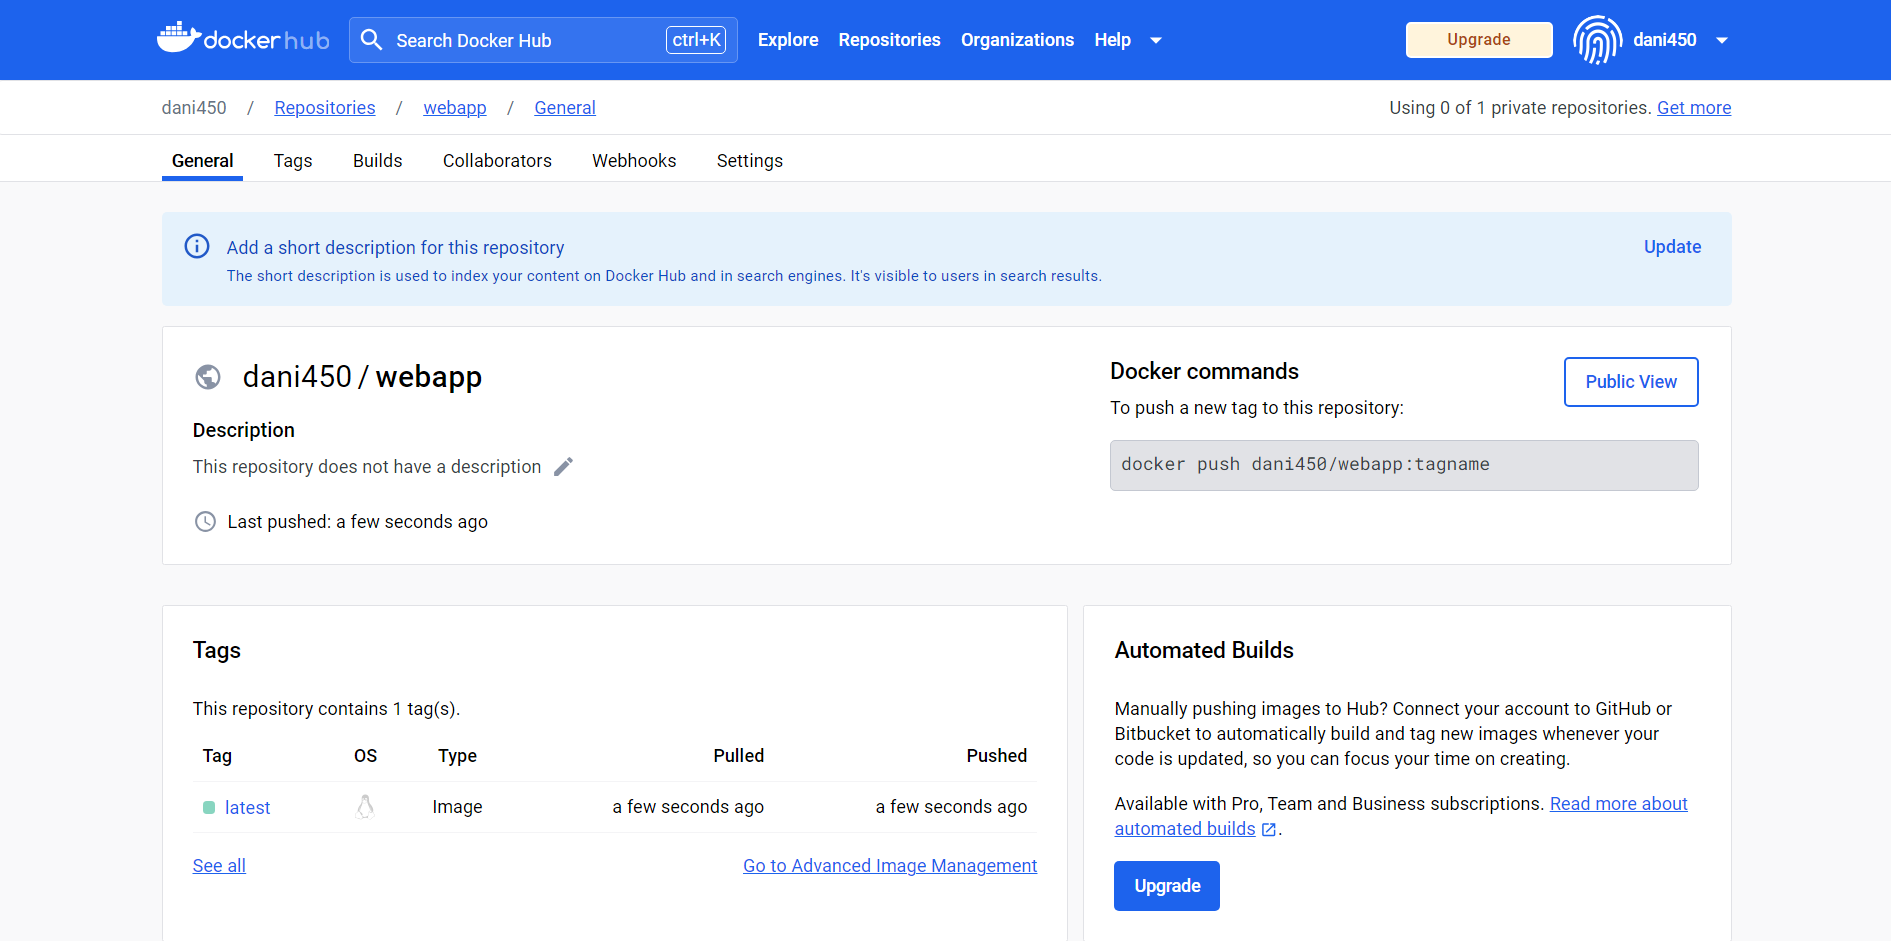 docker hub
Search Docker Hub
ctrl+K
Explore
Repositories
Organizations
Help
Upgrade
dani450
dani450 / Repositories / webapp / General
Using 0 of 1 private repositories. Get more
General
Tags
Builds
Collaborators
Webhooks
Settings
Add a short description for this repository
Update
The short description is used to index your content on Docker Hub and in search engines. It's visible to users in search results.
dani450 / webapp
Description
This repository does not have a description
Last pushed: a few seconds ago
Docker commands
Public View
To push a new tag to this repository:
docker push dani450/webapp:tagname
Tags
This repository contains 1 tag(s).
Tag OS Type Pulled Pushed
latest Image a few seconds ago a few seconds ago
See all
Go to Advanced Image Management
Automated Builds
Manually pushing images to Hub? Connect your account to GitHub or
Bitbucket to automatically build and tag new images whenever your
code is updated, so you can focus your time on creating.
Available with Pro, Team and Business subscriptions. Read more about
automated builds .
Upgrade